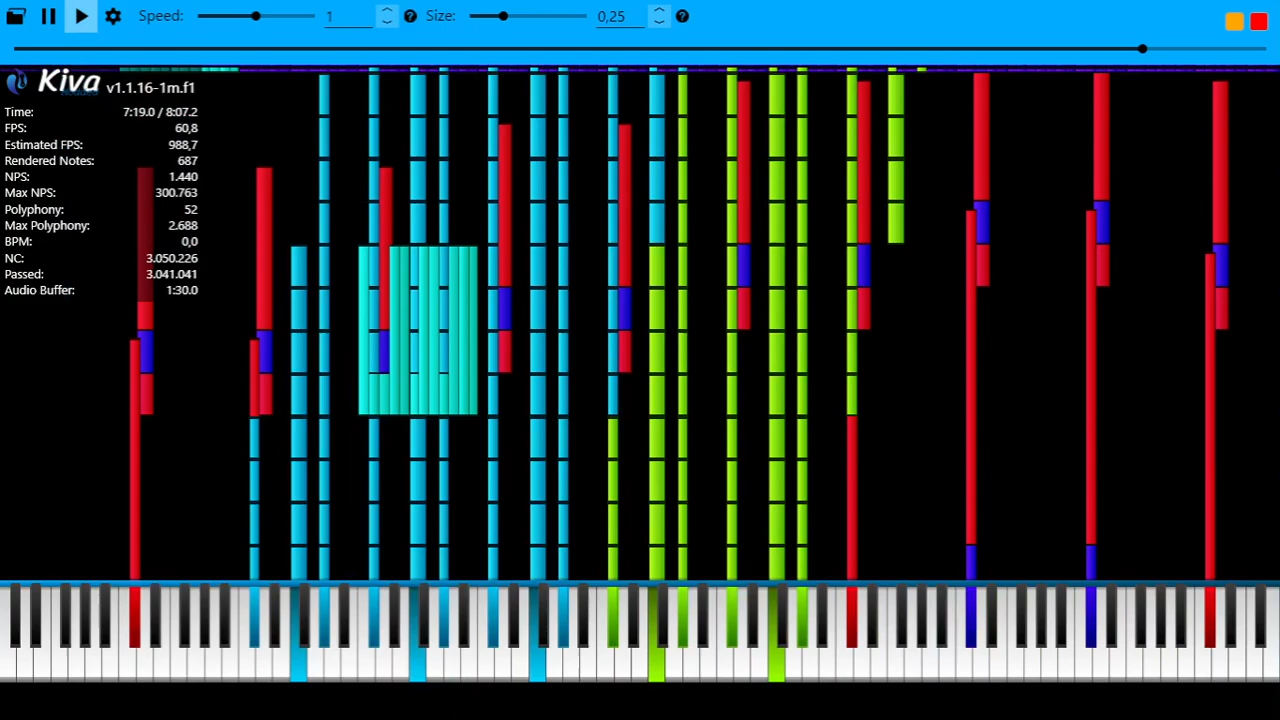 Speed: 1 Size: 0,25
Kiva v1.1.16-1m.f1
Time: 7:19.0 / 8:07.2
FPS: 60,8
Estimated FPS: 988,7
Rendered Notes: 687
NPS: 1.440
Max NPS: 300.763
Polyphony: 52
Max Polyphony: 2.688
BPM: 0,0
NC: 3.050.226
Passed: 3.041.041
Audio Buffer: 1:30.0